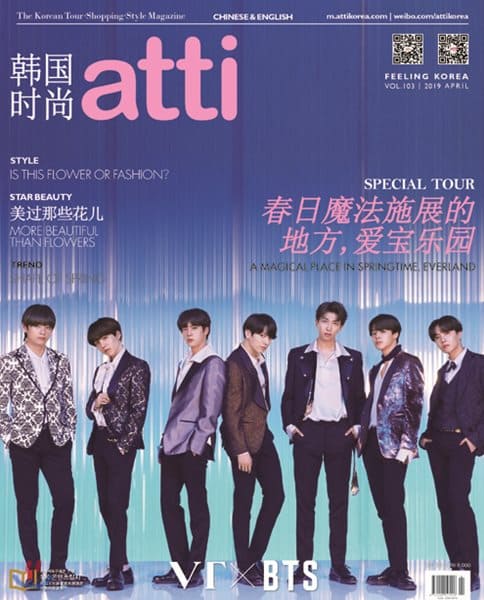 The Korean Tour·Shopping·Style Magazine
CHINESE & ENGLISH
m.attikorea.com | weibo.com/attikorea
韩国
时尚
atti
FEELING KOREA
VOL.103 | 2019 APRIL
STYLE
IS THIS FLOWER OR FASHION?
STAR BEAUTY
美过那些花儿
MORE BEAUTIFUL
THAN FLOWERS
TREND
SPECIAL TOUR
春日魔法施展的
地方,爱宝乐园
A MAGICAL PLACE IN SPRINGTIME, EVERLAND
VT×BTS